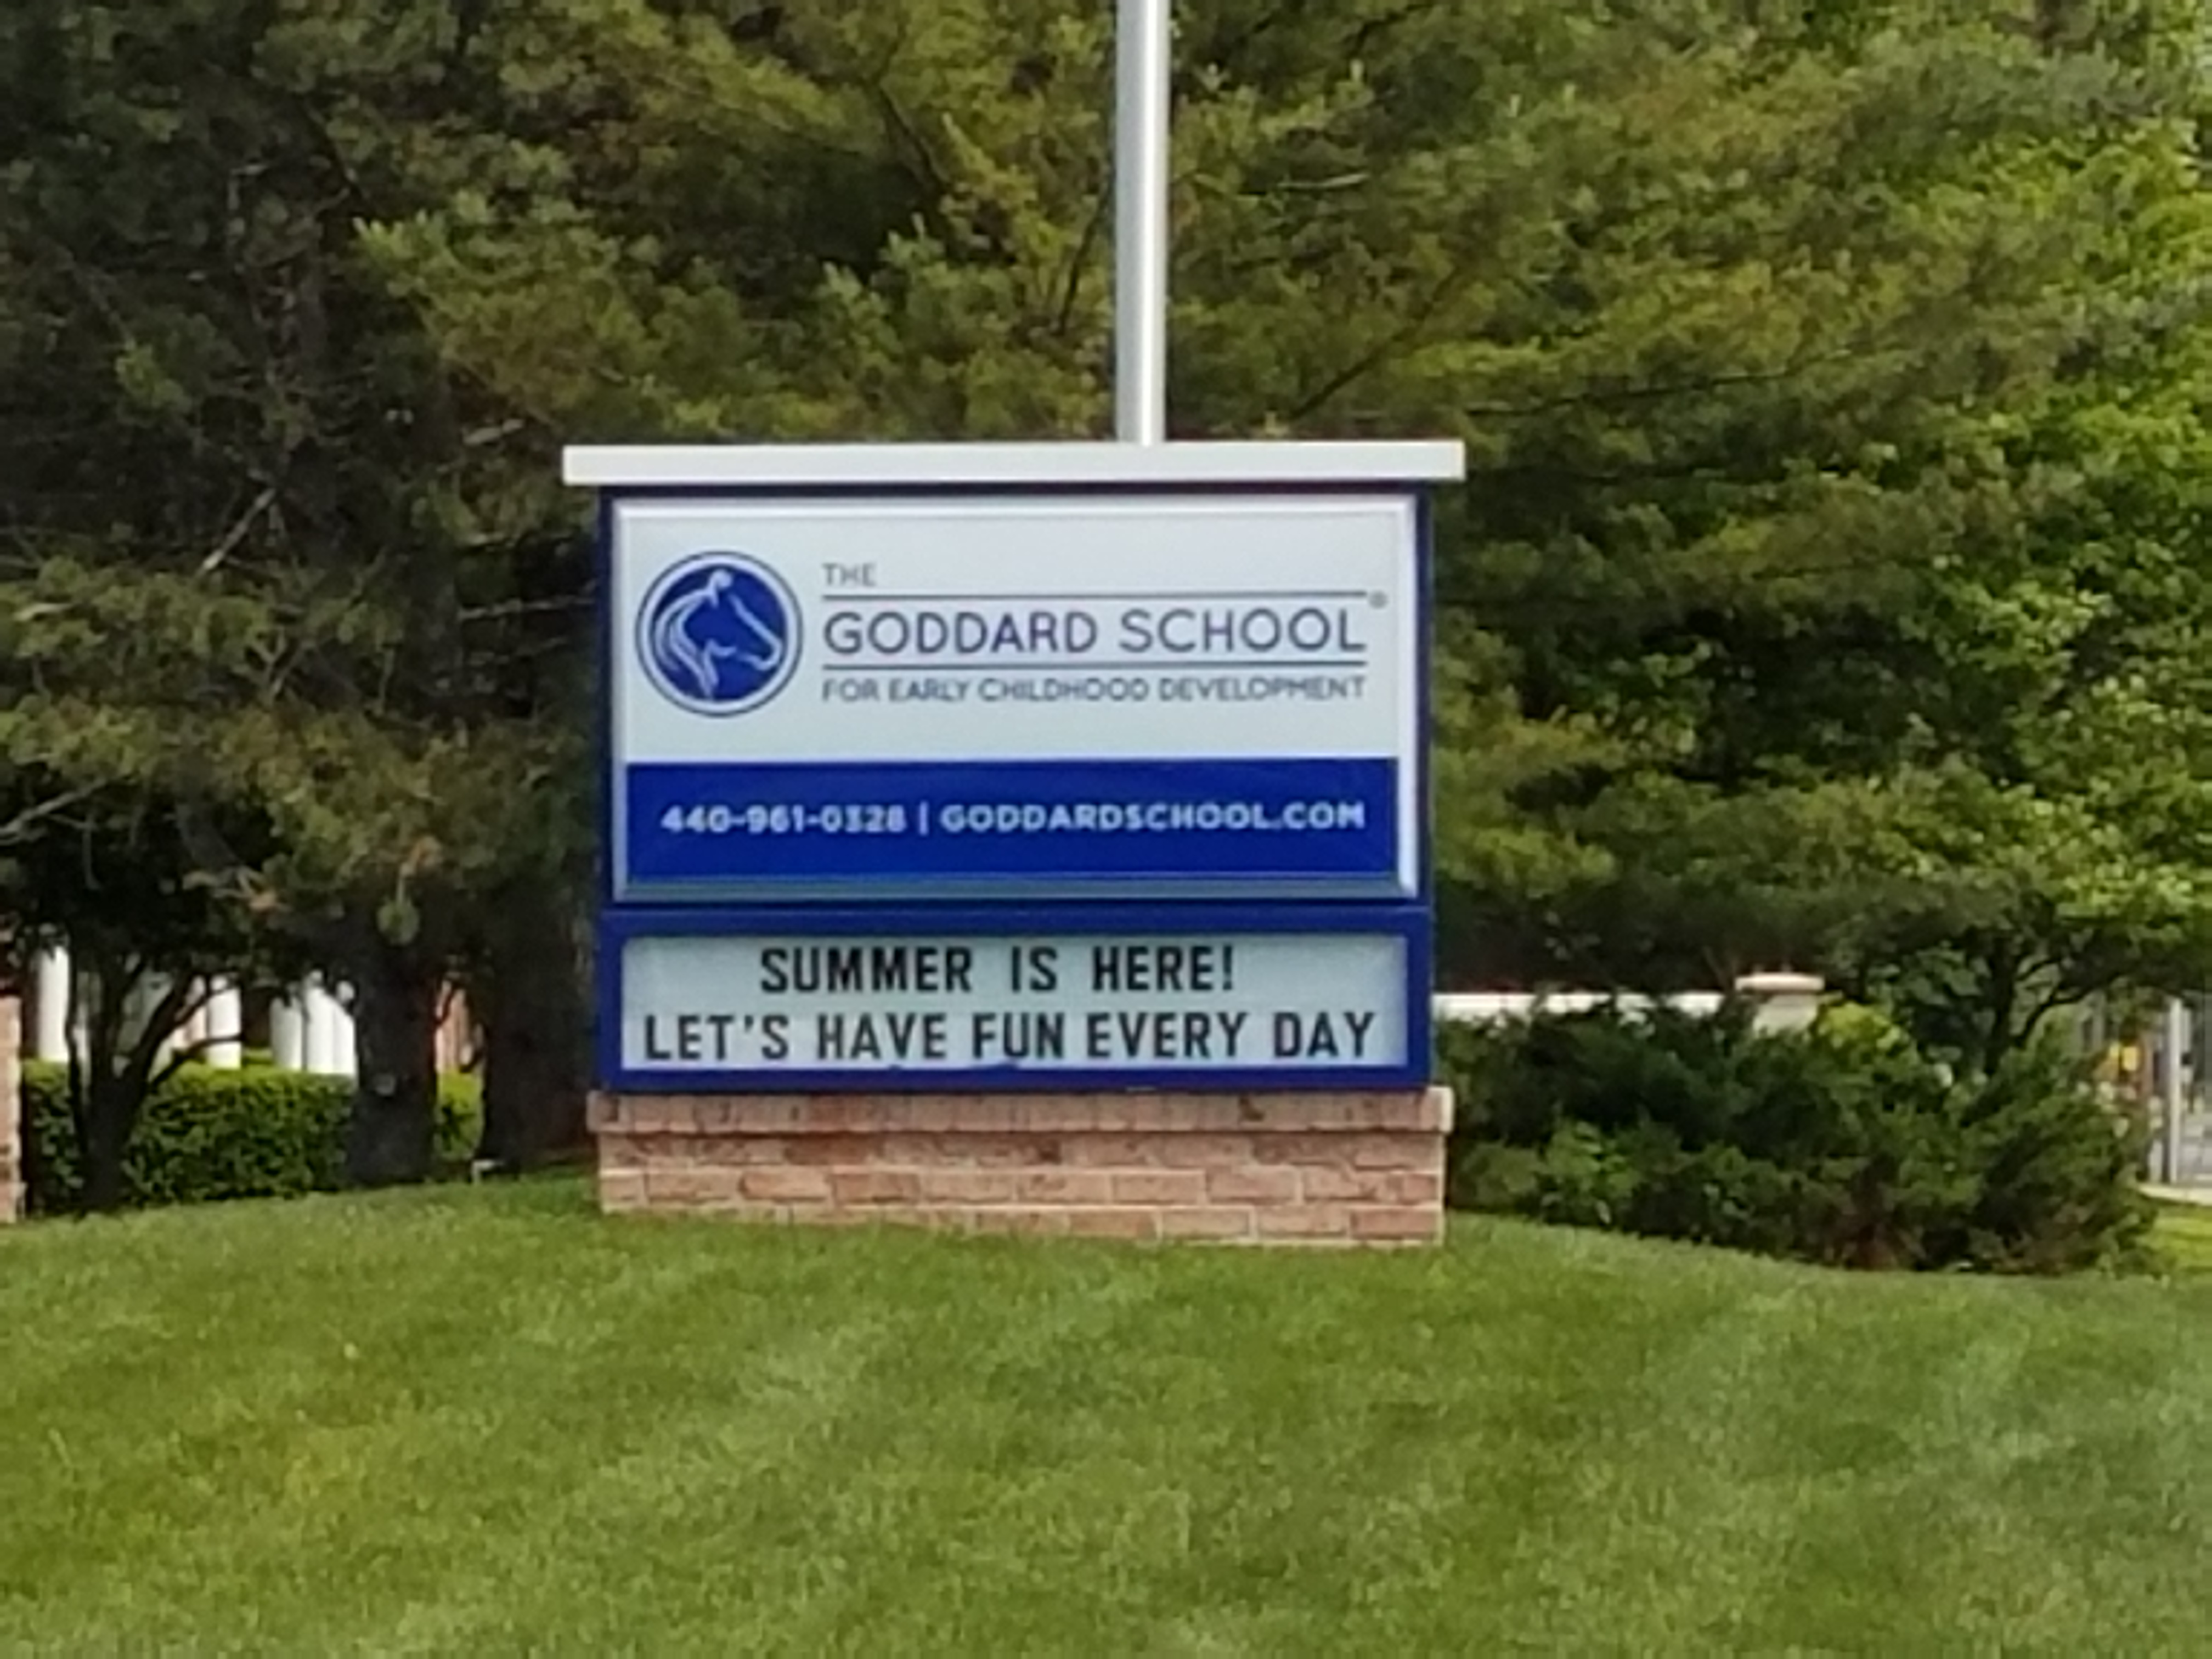 THE
GODDARD SCHOOL®
FOR EARLY CHILDHOOD DEVELOPMENT
440-961-0328 | GODDARDSCHOOL.COM
SUMMER IS HERE!
LET'S HAVE FUN EVERY DAY